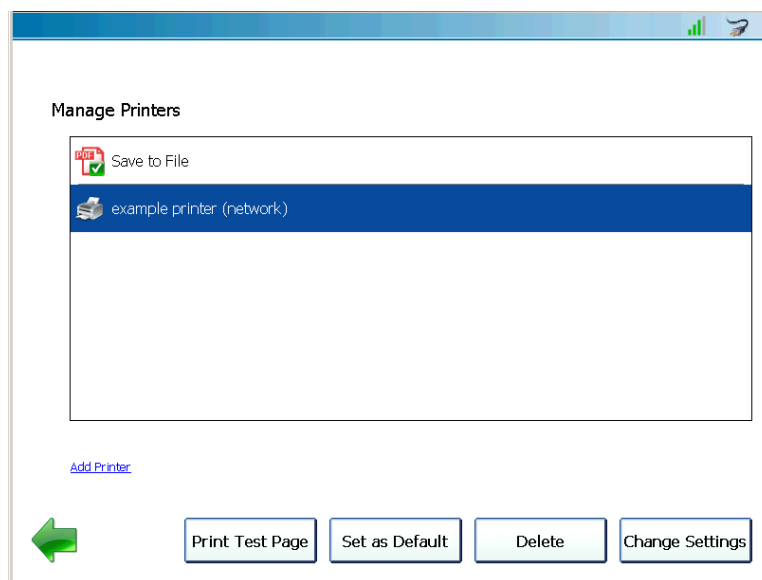 Manage Printers
PDF
Save to File
example printer (network)
Add Printer
Print Test Page
Set as Default
Delete
Change Settings